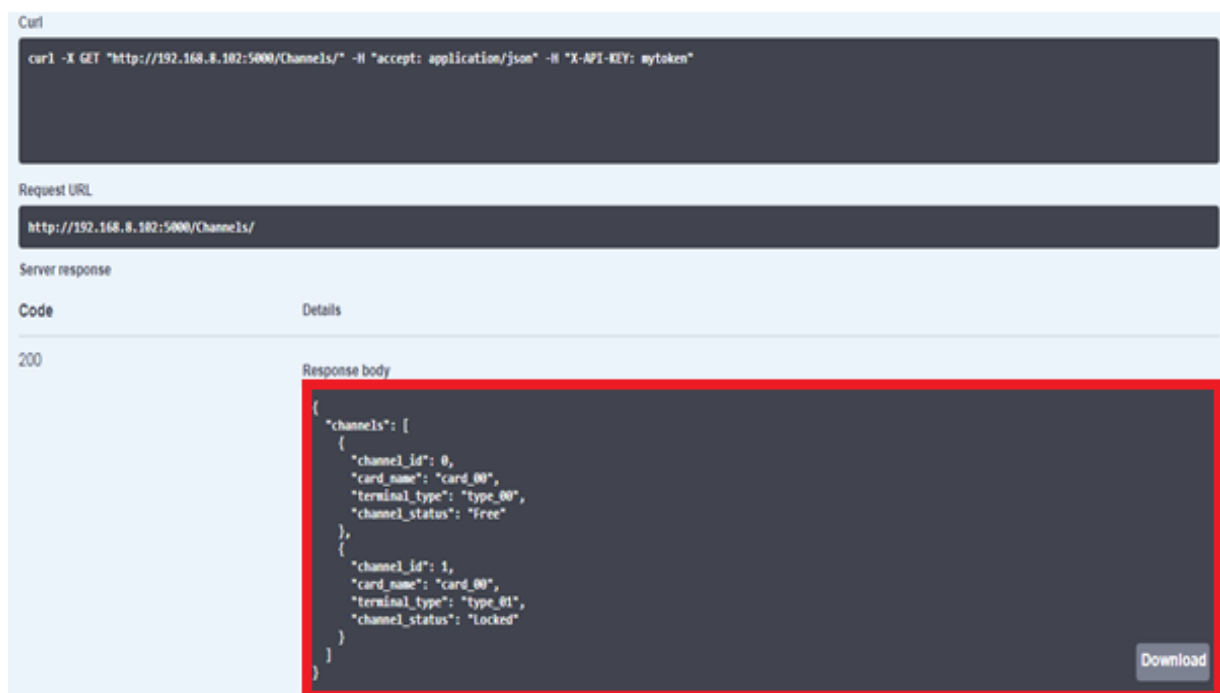 Curl
curl -X GET "http://192.168.8.102:5000/Channels/" -H "accept: application/json" -H "X-API-KEY: mytoken"
Request URL
http://192.168.8.102:5000/Channels/
Server response
Code Details
200
Response body
{
  "channels": [
    {
      "channel_id": 0,
      "card_name": "card_00",
      "terminal_type": "type_00",
      "channel_status": "Free"
    },
    {
      "channel_id": 1,
      "card_name": "card_00",
      "terminal_type": "type_01",
      "channel_status": "Locked"
    }
  ]
}
Download